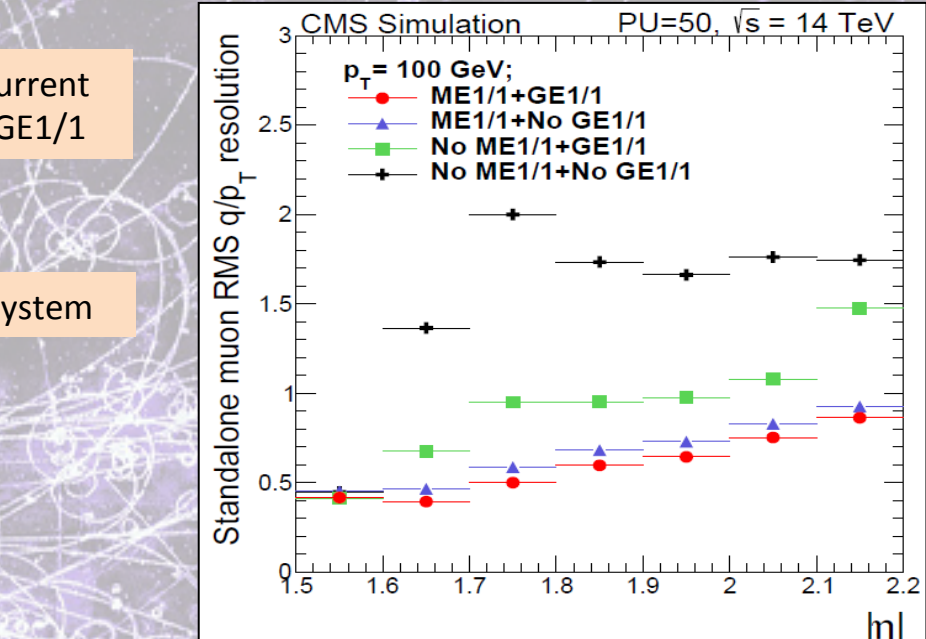 urrent
GE1/1
ystem
CMS Simulation PU=50, √s = 14 TeV
Standalone muon RMS q/p_T resolution
p_T = 100 GeV;
ME1/1+GE1/1
ME1/1+No GE1/1
No ME1/1+GE1/1
No ME1/1+No GE1/1
3
2.5
2
1.5
1
0.5
0
1.5 1.6 1.7 1.8 1.9 2 2.1 2.2
|η|